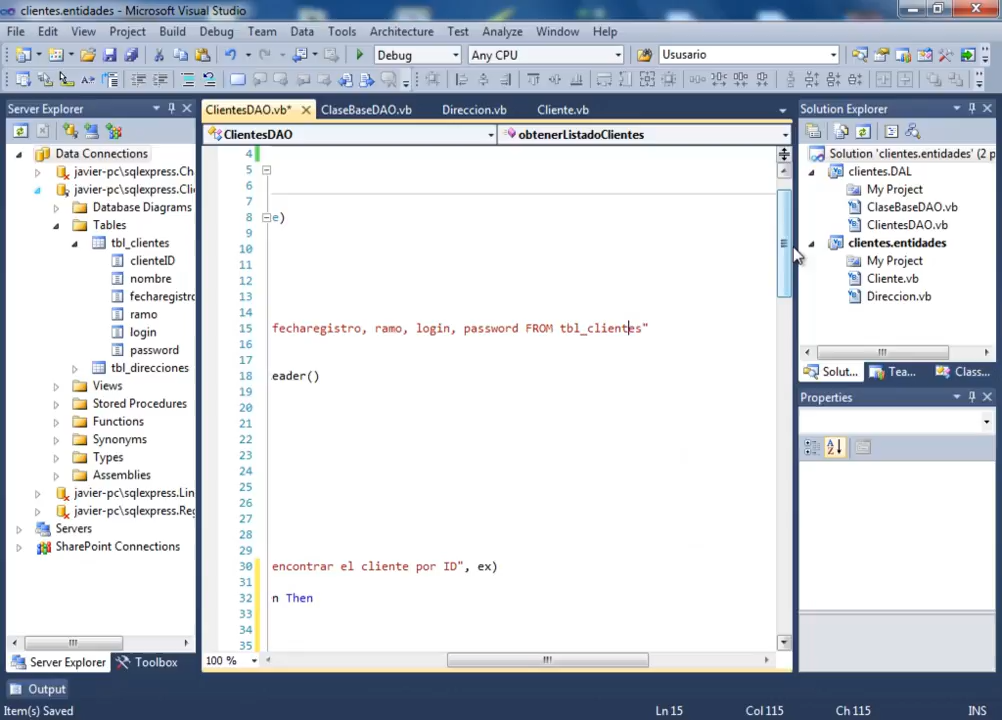 clientes.entidades - Microsoft Visual Studio
File Edit View Project Build Debug Team Data Tools Architecture Test Analyze Window Help
Debug Any CPU Usuario
Server Explorer
Data Connections
javier-pc\sqlexpress.Ch
javier-pc\sqlexpress.Cli
Database Diagrams
Tables
tbl_clientes
clienteID
nombre
fecharegistro
ramo
login
password
tbl_direcciones
Views
Stored Procedures
Functions
Synonyms
Types
Assemblies
javier-pc\sqlexpress.Lin
javier-pc\sqlexpress.Re
Servers
SharePoint Connections
Server Explorer Toolbox
ClientesDAO.vb* ClaseBaseDAO.vb Direccion.vb Cliente.vb
ClientesDAO obtenerListadoClientes
4
5
6
7
8 e)
9
10
11
12
13
14
15 fecharegistro, ramo, login, password FROM tbl_clientes"
16
17
18 eader()
19
20
21
22
23
24
25
26
27
28
29
30 encontrar el cliente por ID", ex)
31
32 n Then
33
34
35
100 %
Solution Explorer
Solution 'clientes.entidades' (2 p
clientes.DAL
My Project
ClaseBaseDAO.vb
ClientesDAO.vb
clientes.entidades
My Project
Cliente.vb
Direccion.vb
Solut... Tea... Class...
Properties
Output
Item(s) Saved Ln 15 Col 115 Ch 115 INS